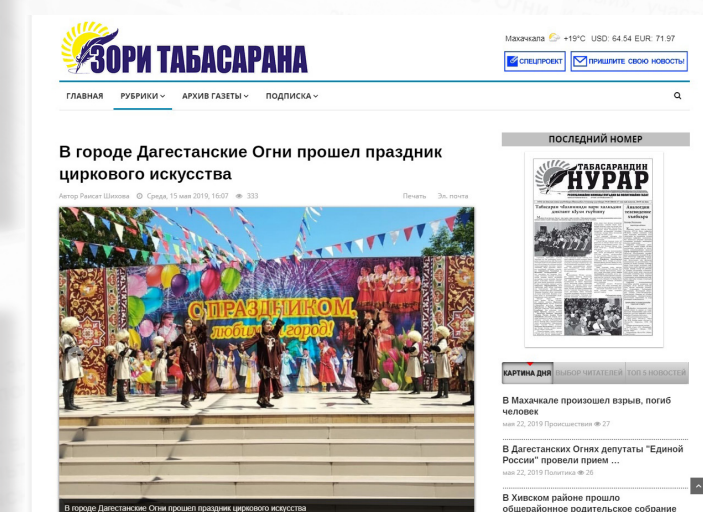 ЗОРИ ТАБАСАРАНА
Махачкала +19°C USD: 64.54 EUR: 71.97
СПЕЦПРОЕКТ
ПРИШЛИТЕ СВОЮ НОВОСТЬ!
ГЛАВНАЯ РУБРИКИ АРХИВ ГАЗЕТЫ ПОДПИСКА
В городе Дагестанские Огни прошел праздник
циркового искусства
Автор Раисат Шихова Среда, 15 мая 2019, 16:07 333
Печать Эл. почта
С ПРАЗДНИКОМ,
любимый город!
В городе Дагестанские Огни прошел праздник циркового искусства
ПОСЛЕДНИЙ НОМЕР
ТАБАСАРАНДИН
НУРАР
КАРТИНА ДНЯ ВЫБОР ЧИТАТЕЛЕЙ ТОП 5 НОВОСТЕЙ
В Махачкале произошел взрыв, погиб
человек
мая 22, 2019 Происшествия 27
В Дагестанских Огнях депутаты "Единой
России" провели прием ...
мая 22, 2019 Политика 26
В Хивском районе прошло
общерайонное родительское собрание